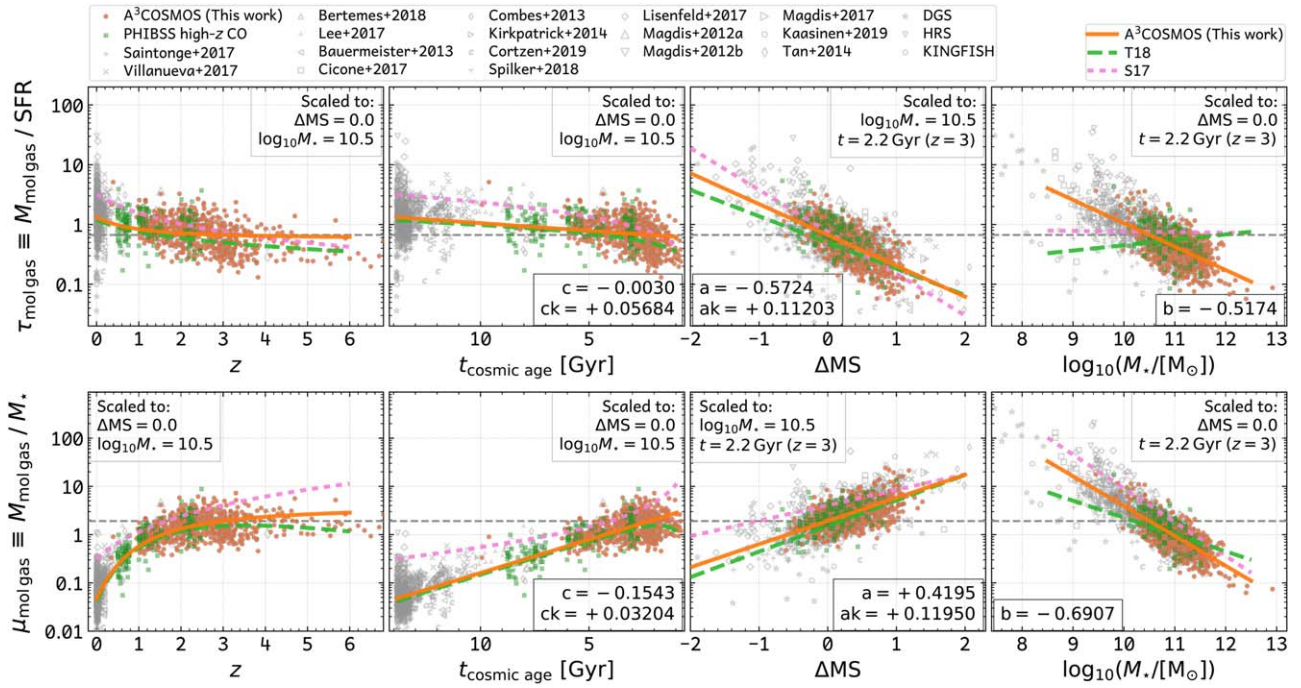 A³COSMOS (This work)
PHIBSS high-z CO
Saintonge+2017
Villanueva+2017
Bertemes+2018
Lee+2017
Bauermeister+2013
Cicone+2017
Combes+2013
Kirkpatrick+2014
Cortzen+2019
Spilker+2018
Lisenfeld+2017
Magdis+2012a
Magdis+2012b
Magdis+2017
Kaasinen+2019
Tan+2014
DGS
HRS
KINGFISH
A³COSMOS (This work)
T18
S17
τmol gas ≡ Mmol gas / SFR
100
10
1
0.1
Scaled to:
ΔMS = 0.0
log₁₀M⋆ = 10.5
0 1 2 3 4 5 6
z
Scaled to:
ΔMS = 0.0
log₁₀M⋆ = 10.5
c = −0.0030
ck = +0.05684
10 5
tcosmic age [Gyr]
Scaled to:
log₁₀M⋆ = 10.5
t = 2.2 Gyr (z = 3)
a = −0.5724
ak = +0.11203
−2 −1 0 1 2
ΔMS
Scaled to:
ΔMS = 0.0
t = 2.2 Gyr (z = 3)
b = −0.5174
8 9 10 11 12 13
log₁₀(M⋆/[M⊙])
μmol gas ≡ Mmol gas / M⋆
100
10
1
0.1
0.01
Scaled to:
ΔMS = 0.0
log₁₀M⋆ = 10.5
0 1 2 3 4 5 6
z
Scaled to:
ΔMS = 0.0
log₁₀M⋆ = 10.5
c = −0.1543
ck = +0.03204
10 5
tcosmic age [Gyr]
Scaled to:
log₁₀M⋆ = 10.5
t = 2.2 Gyr (z = 3)
a = +0.4195
ak = +0.11950
−2 −1 0 1 2
ΔMS
Scaled to:
ΔMS = 0.0
t = 2.2 Gyr (z = 3)
b = −0.6907
8 9 10 11 12 13
log₁₀(M⋆/[M⊙])